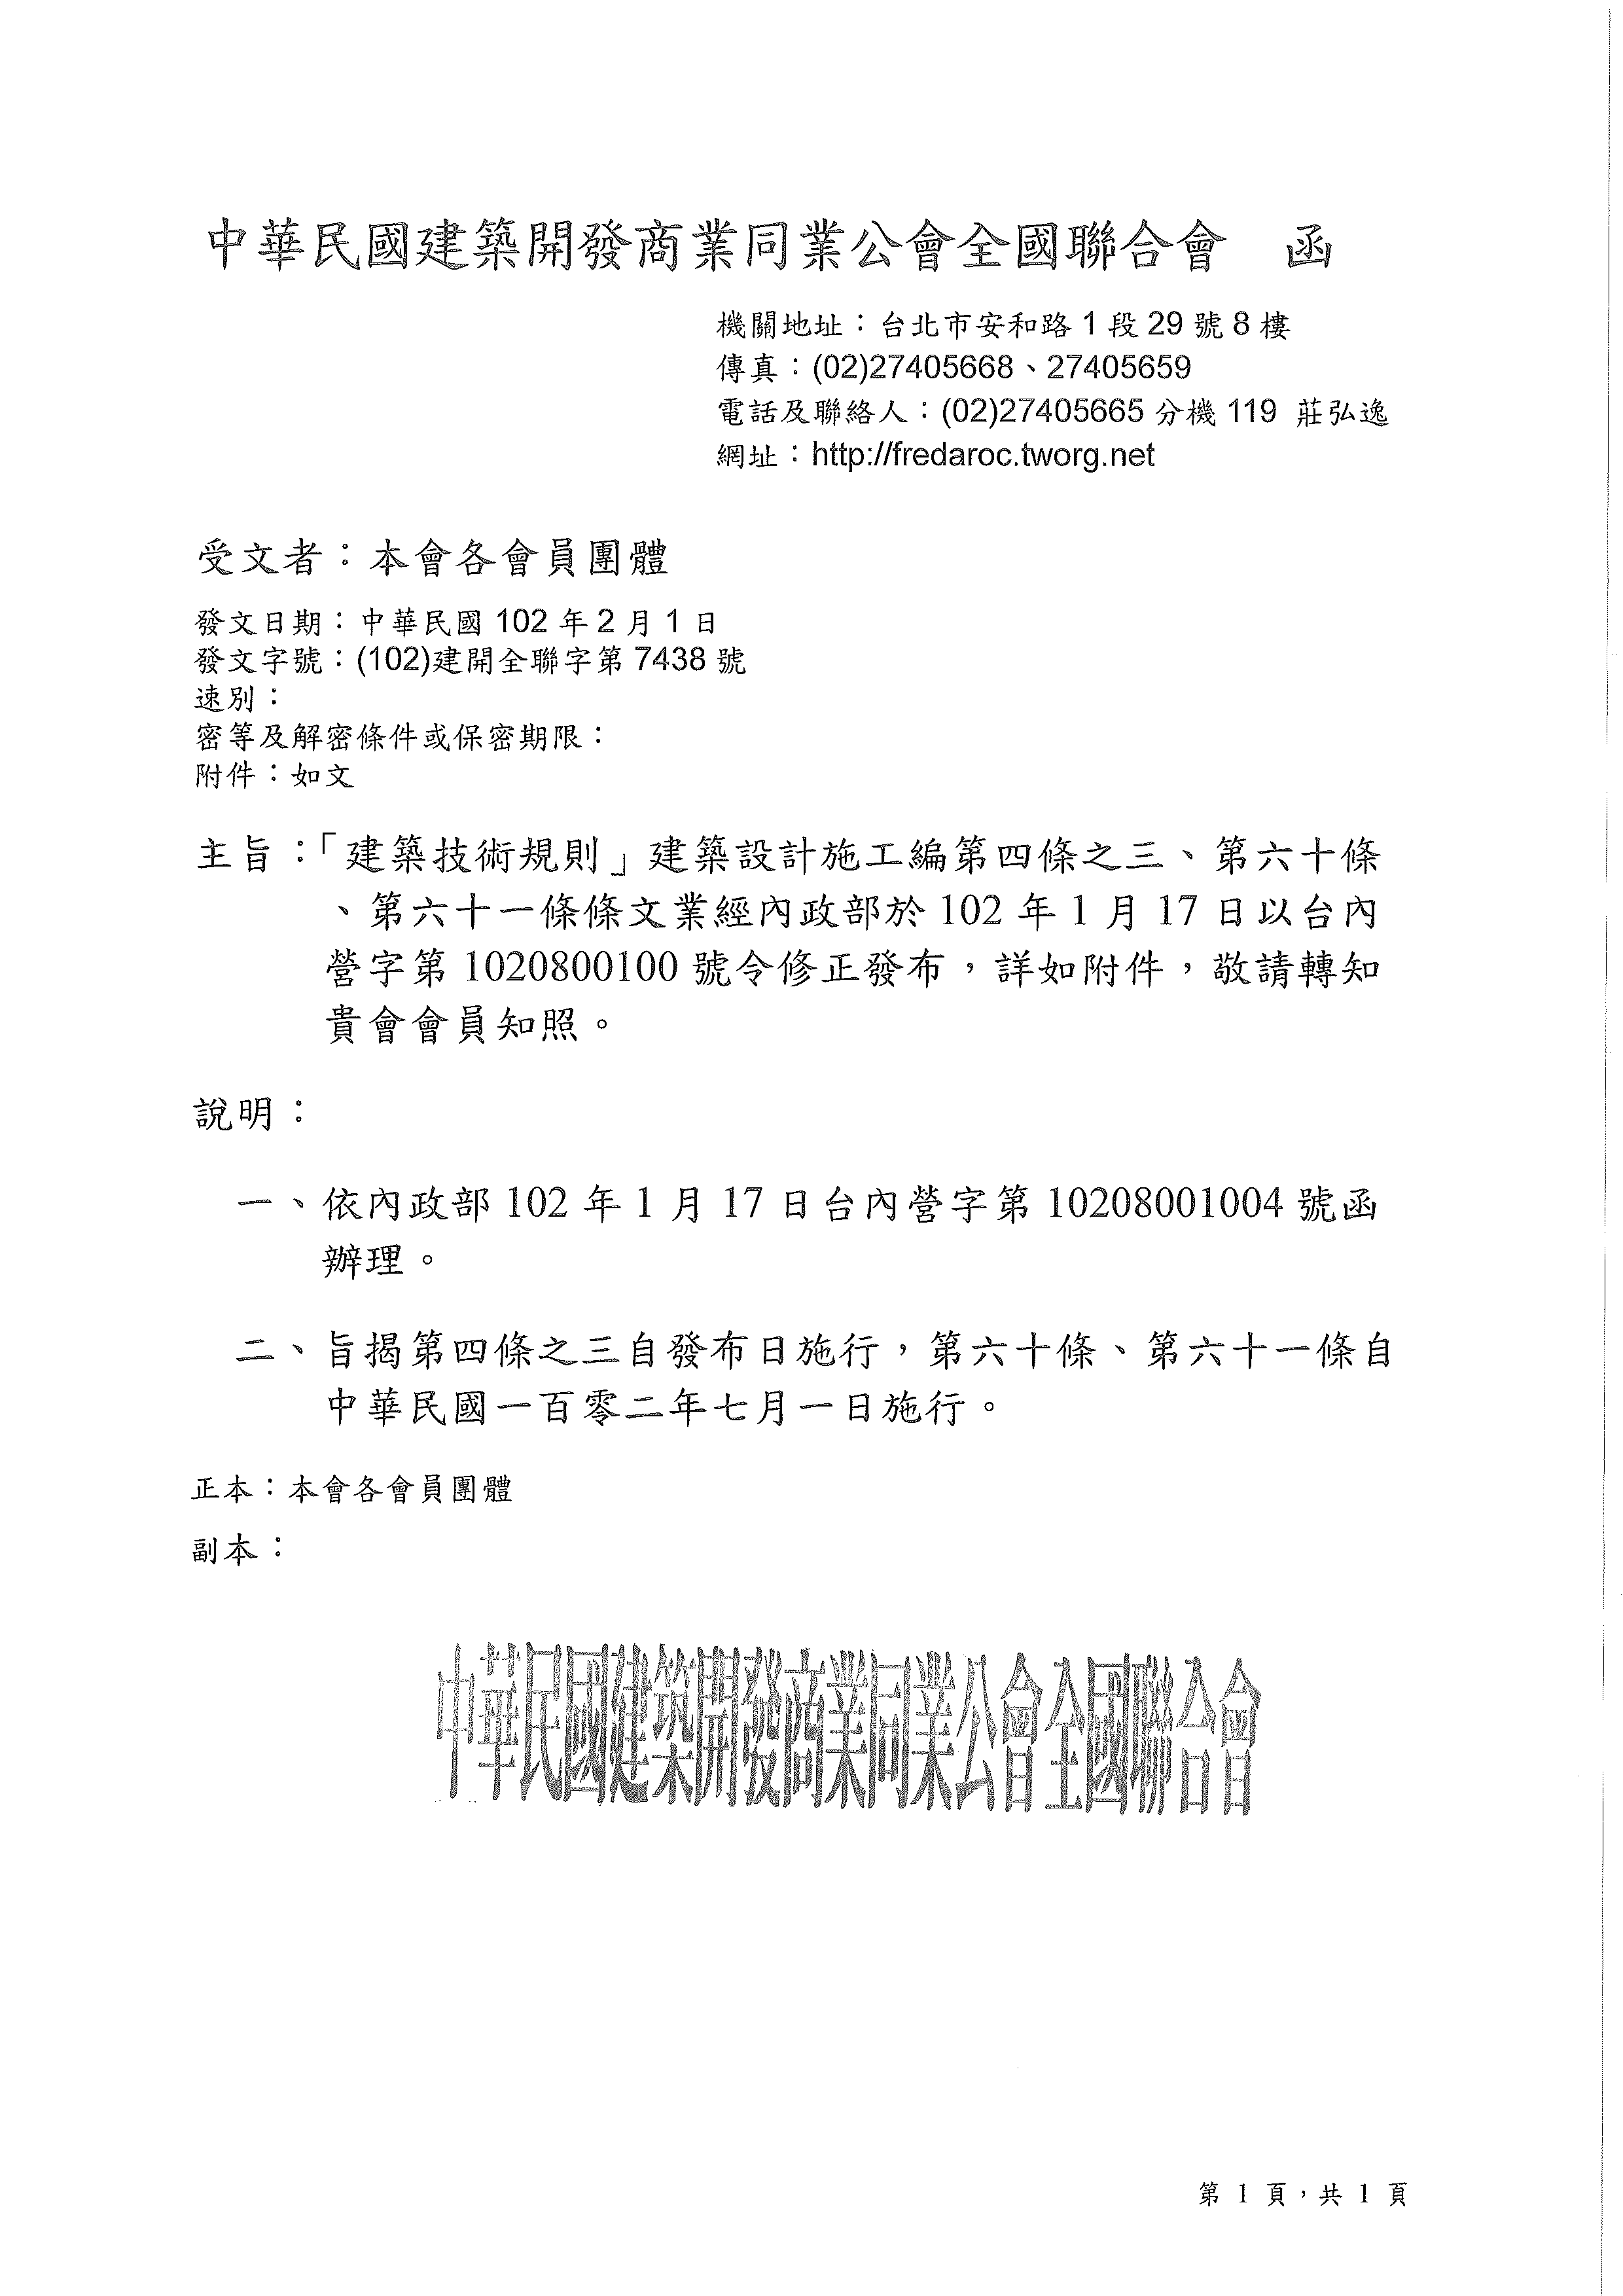 中華民國建築開發商業同業公會全國聯合會　函
機關地址：台北市安和路1段29號8樓
傳真：(02)27405668、27405659
電話及聯絡人：(02)27405665分機119 莊弘逸
網址：http://fredaroc.tworg.net
受文者：本會各會員團體
發文日期：中華民國102年2月1日
發文字號：(102)建開全聯字第7438號
速別：
密等及解密條件或保密期限：
附件：如文
主旨：「建築技術規則」建築設計施工編第四條之三、第六十條
、第六十一條條文業經內政部於102年1月17日以台內
營字第1020800100號令修正發布，詳如附件，敬請轉知
貴會會員知照。
說明：
一、依內政部102年1月17日台內營字第10208001004號函
辦理。
二、旨揭第四條之三自發布日施行，第六十條、第六十一條自
中華民國一百零二年七月一日施行。
正本：本會各會員團體
副本：
中華民國建築開發商業同業公會全國聯合會
第 1 頁，共 1 頁